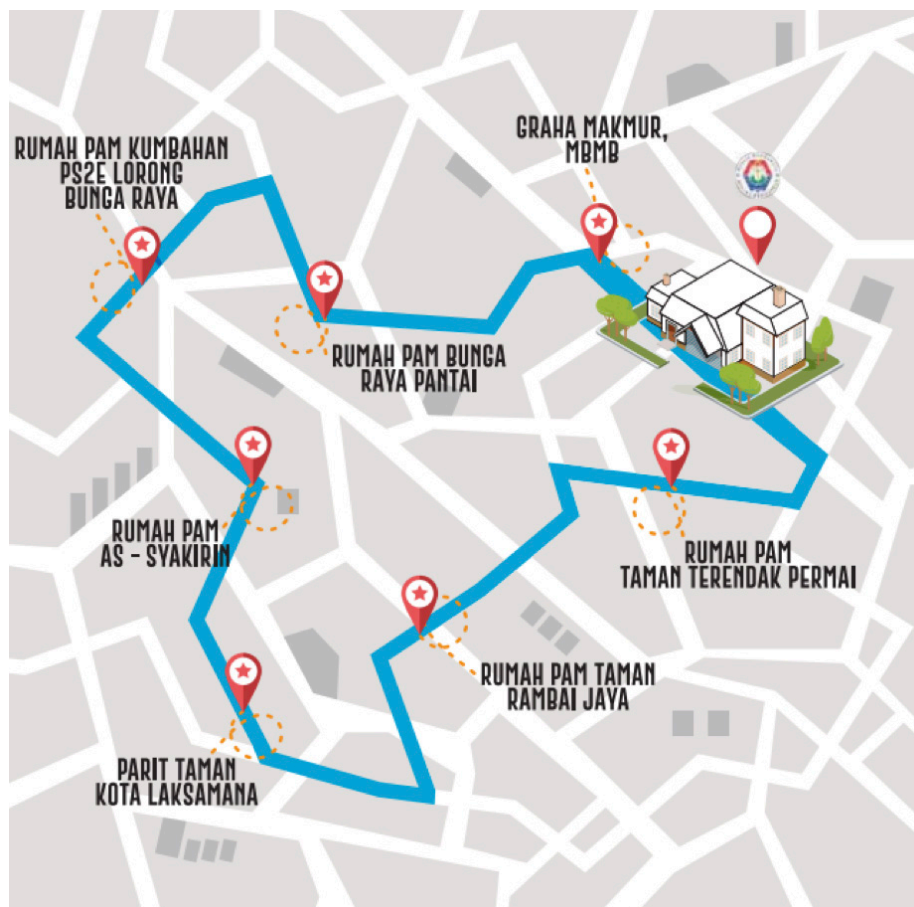 GRAHA MAKMUR,
MBMB
RUMAH PAM KUMBAHAN
PS2E LORONG
BUNGA RAYA
RUMAH PAM BUNGA
RAYA PANTAI
RUMAH PAM
AS - SYAKIRIN
RUMAH PAM
TAMAN TERENDAK PERMAI
RUMAH PAM TAMAN
RAMBAI JAYA
PARIT TAMAN
KOTA LAKSAMANA